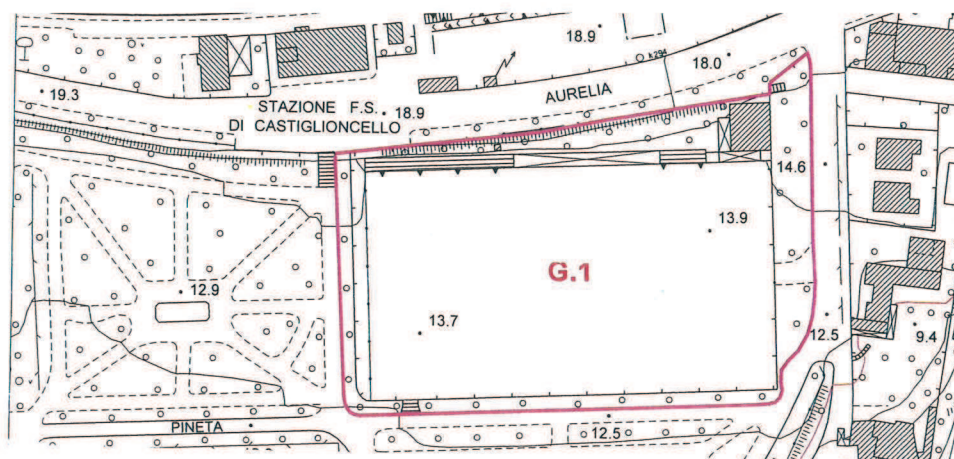 18.9
18.0
19.3
AURELIA
STAZIONE F.S.
18.9
DI CASTIGLIONCELLO
14.6
13.9
G.1
12.9
13.7
12.5
9.4
PINETA
12.5